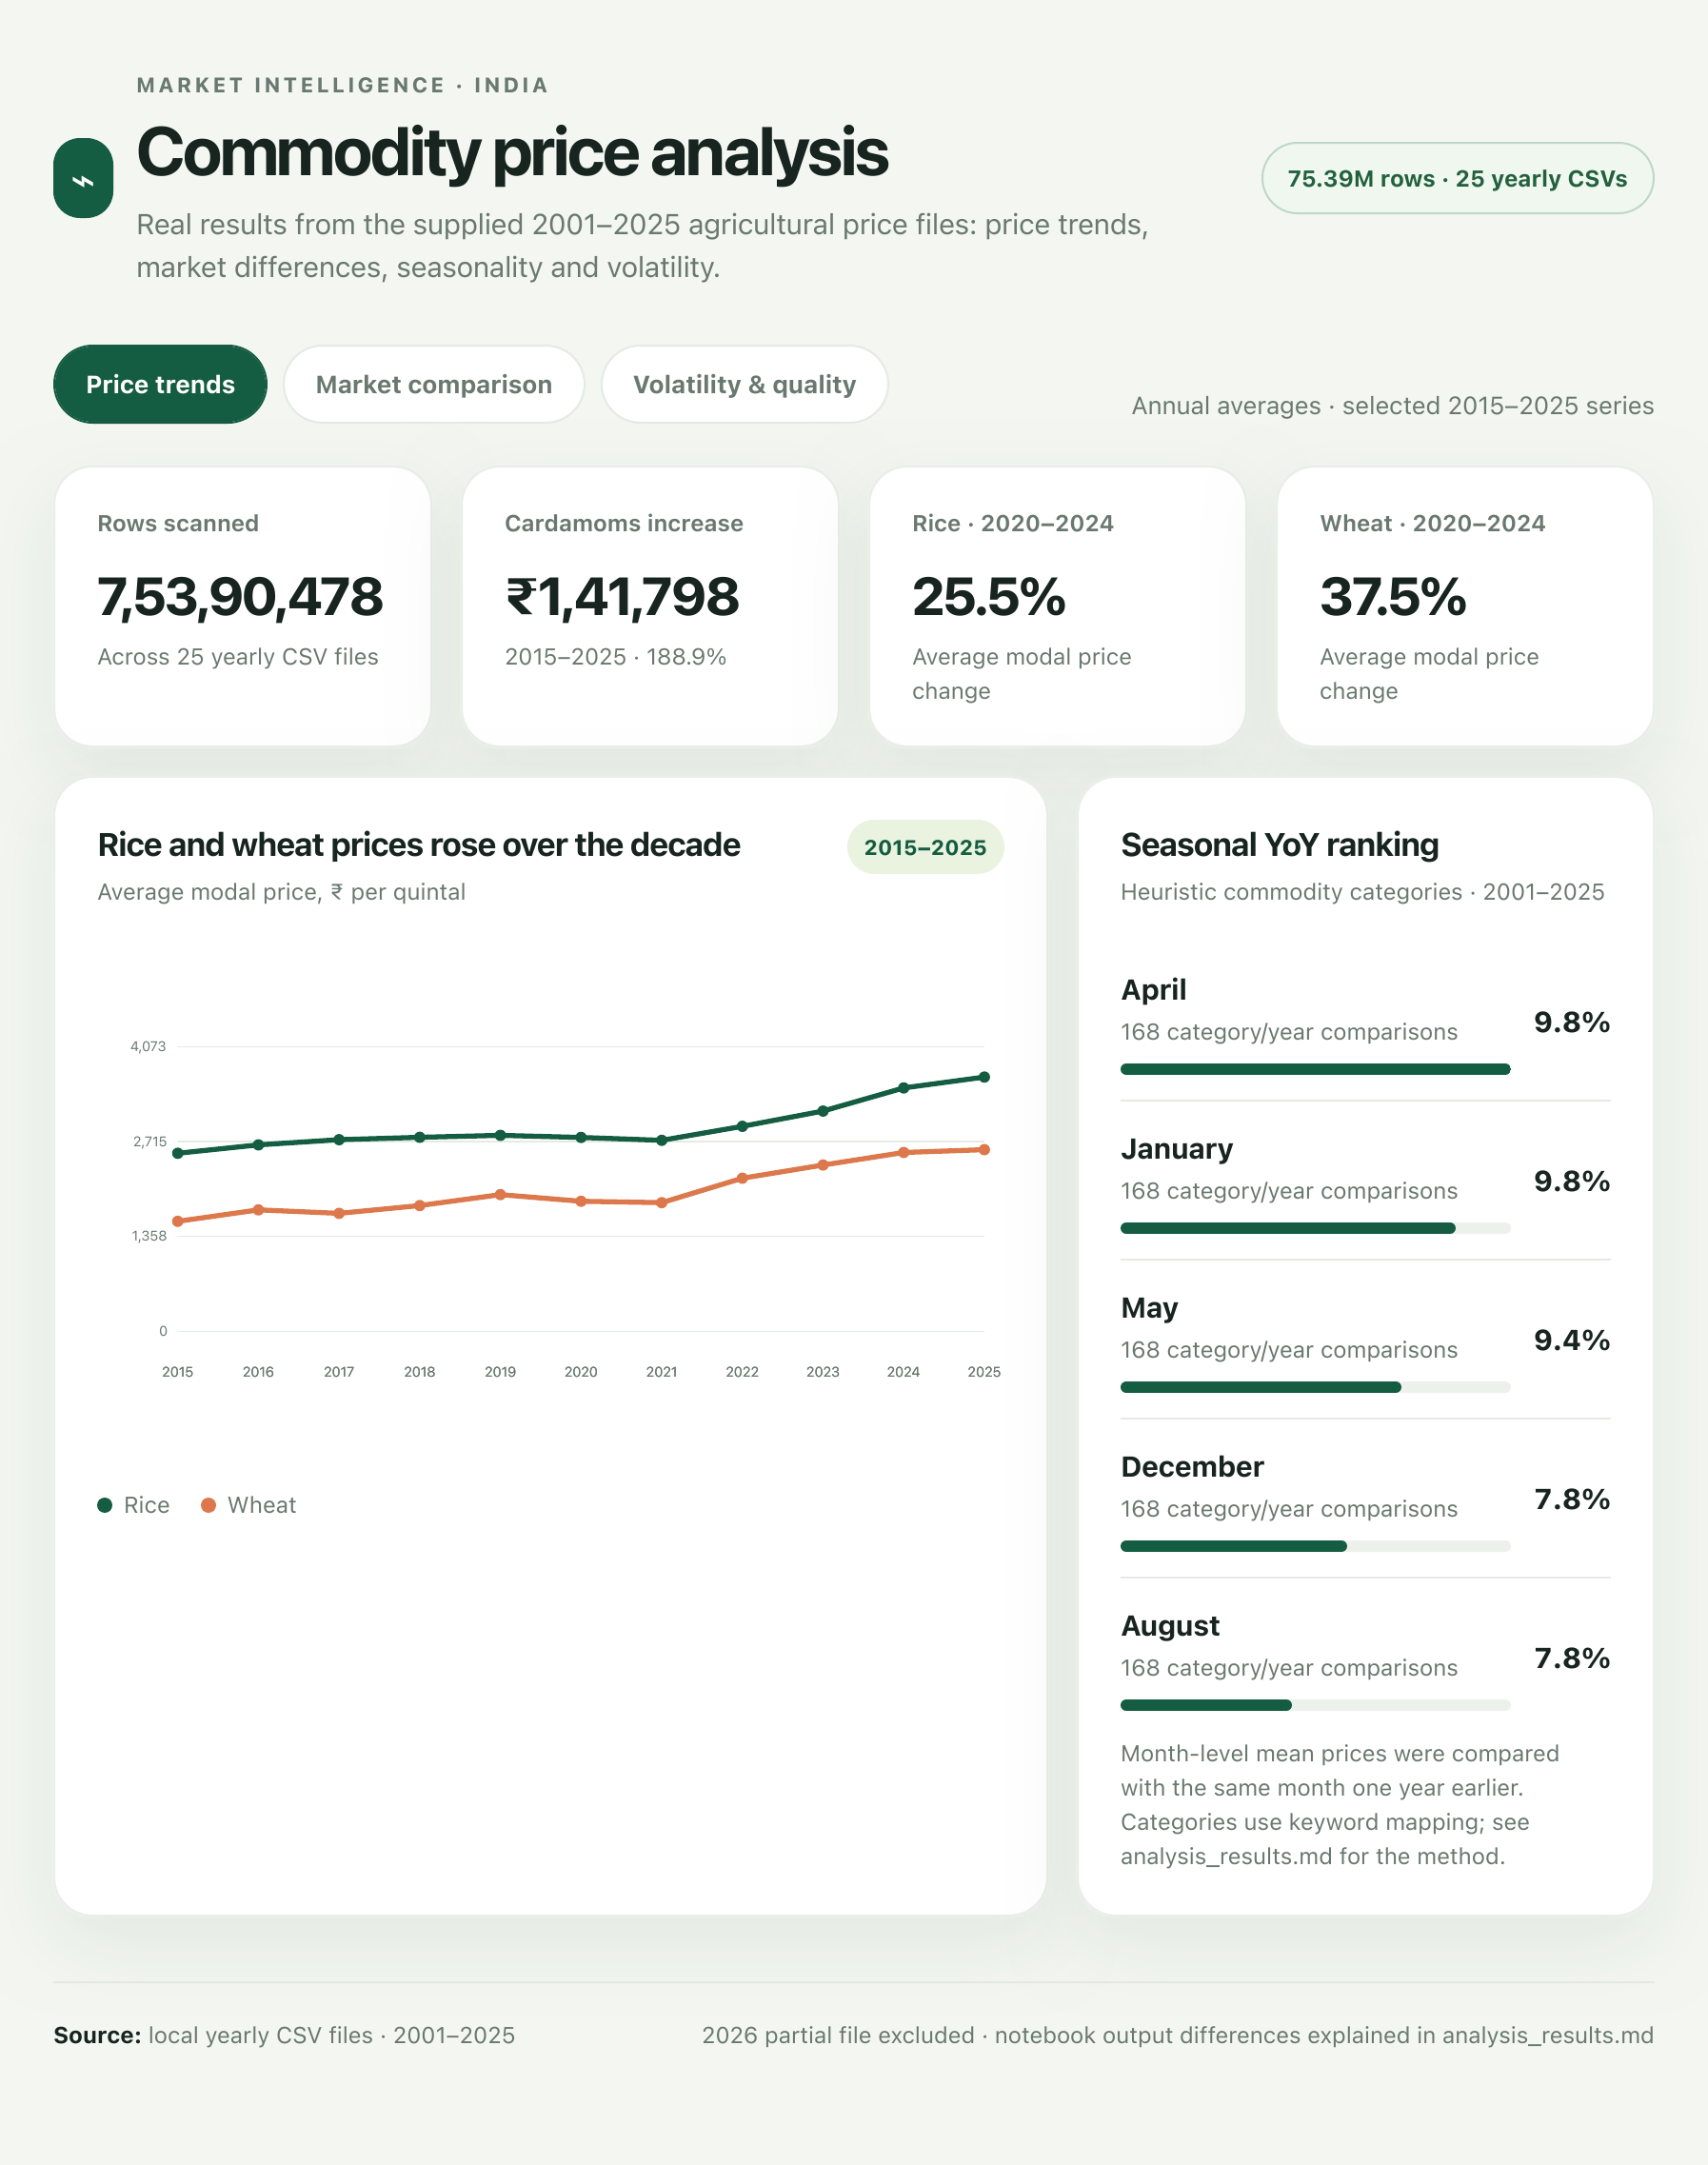 MARKET INTELLIGENCE · INDIA
Commodity price analysis
Real results from the supplied 2001–2025 agricultural price files: price trends,
market differences, seasonality and volatility.
75.39M rows · 25 yearly CSVs
Price trends
Market comparison
Volatility & quality
Annual averages · selected 2015–2025 series
Rows scanned
7,53,90,478
Across 25 yearly CSV files
Cardamoms increase
₹1,41,798
2015–2025 · 188.9%
Rice · 2020–2024
25.5%
Average modal price
change
Wheat · 2020–2024
37.5%
Average modal price
change
Rice and wheat prices rose over the decade
2015–2025
Average modal price, ₹ per quintal
4,073
2,715
1,358
0
2015 2016 2017 2018 2019 2020 2021 2022 2023 2024 2025
Rice Wheat
Seasonal YoY ranking
Heuristic commodity categories · 2001–2025
April
168 category/year comparisons
9.8%
January
168 category/year comparisons
9.8%
May
168 category/year comparisons
9.4%
December
168 category/year comparisons
7.8%
August
168 category/year comparisons
7.8%
Month-level mean prices were compared
with the same month one year earlier.
Categories use keyword mapping; see
analysis_results.md for the method.
Source: local yearly CSV files · 2001–2025
2026 partial file excluded · notebook output differences explained in analysis_results.md